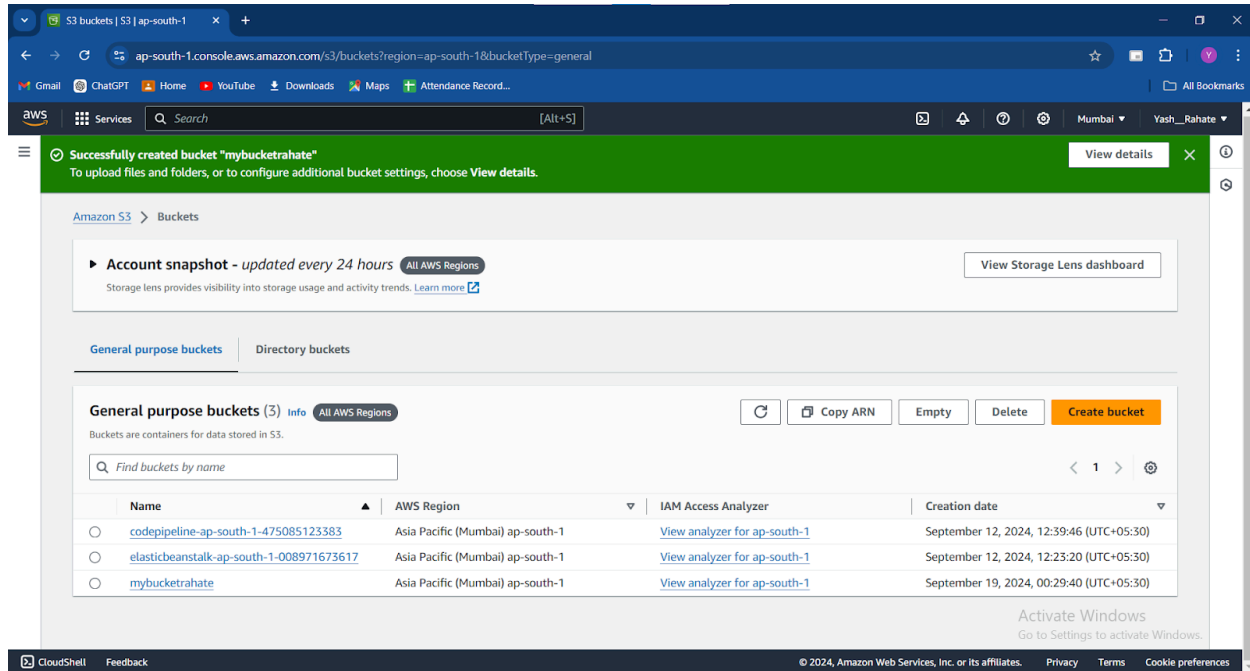 S3 buckets | S3 | ap-south-1
ap-south-1.console.aws.amazon.com/s3/buckets?region=ap-south-1&bucketType=general
Y
Gmail ChatGPT Home YouTube Downloads Maps Attendance Record... All Bookmarks
aws Services Search [Alt+S] Mumbai Yash__Rahate
Successfully created bucket "mybucketrahate"
To upload files and folders, or to configure additional bucket settings, choose View details.
View details
Amazon S3 Buckets
Account snapshot - updated every 24 hours All AWS Regions
Storage lens provides visibility into storage usage and activity trends. Learn more
View Storage Lens dashboard
General purpose buckets Directory buckets
General purpose buckets (3) Info All AWS Regions
Copy ARN Empty Delete Create bucket
Buckets are containers for data stored in S3.
Find buckets by name
1
Name AWS Region IAM Access Analyzer Creation date
codepipeline-ap-south-1-475085123383 Asia Pacific (Mumbai) ap-south-1 View analyzer for ap-south-1 September 12, 2024, 12:39:46 (UTC+05:30)
elasticbeanstalk-ap-south-1-008971673617 Asia Pacific (Mumbai) ap-south-1 View analyzer for ap-south-1 September 12, 2024, 12:23:20 (UTC+05:30)
mybucketrahate Asia Pacific (Mumbai) ap-south-1 View analyzer for ap-south-1 September 19, 2024, 00:29:40 (UTC+05:30)
Activate Windows
Go to Settings to activate Windows.
CloudShell Feedback © 2024, Amazon Web Services, Inc. or its affiliates. Privacy Terms Cookie preferences